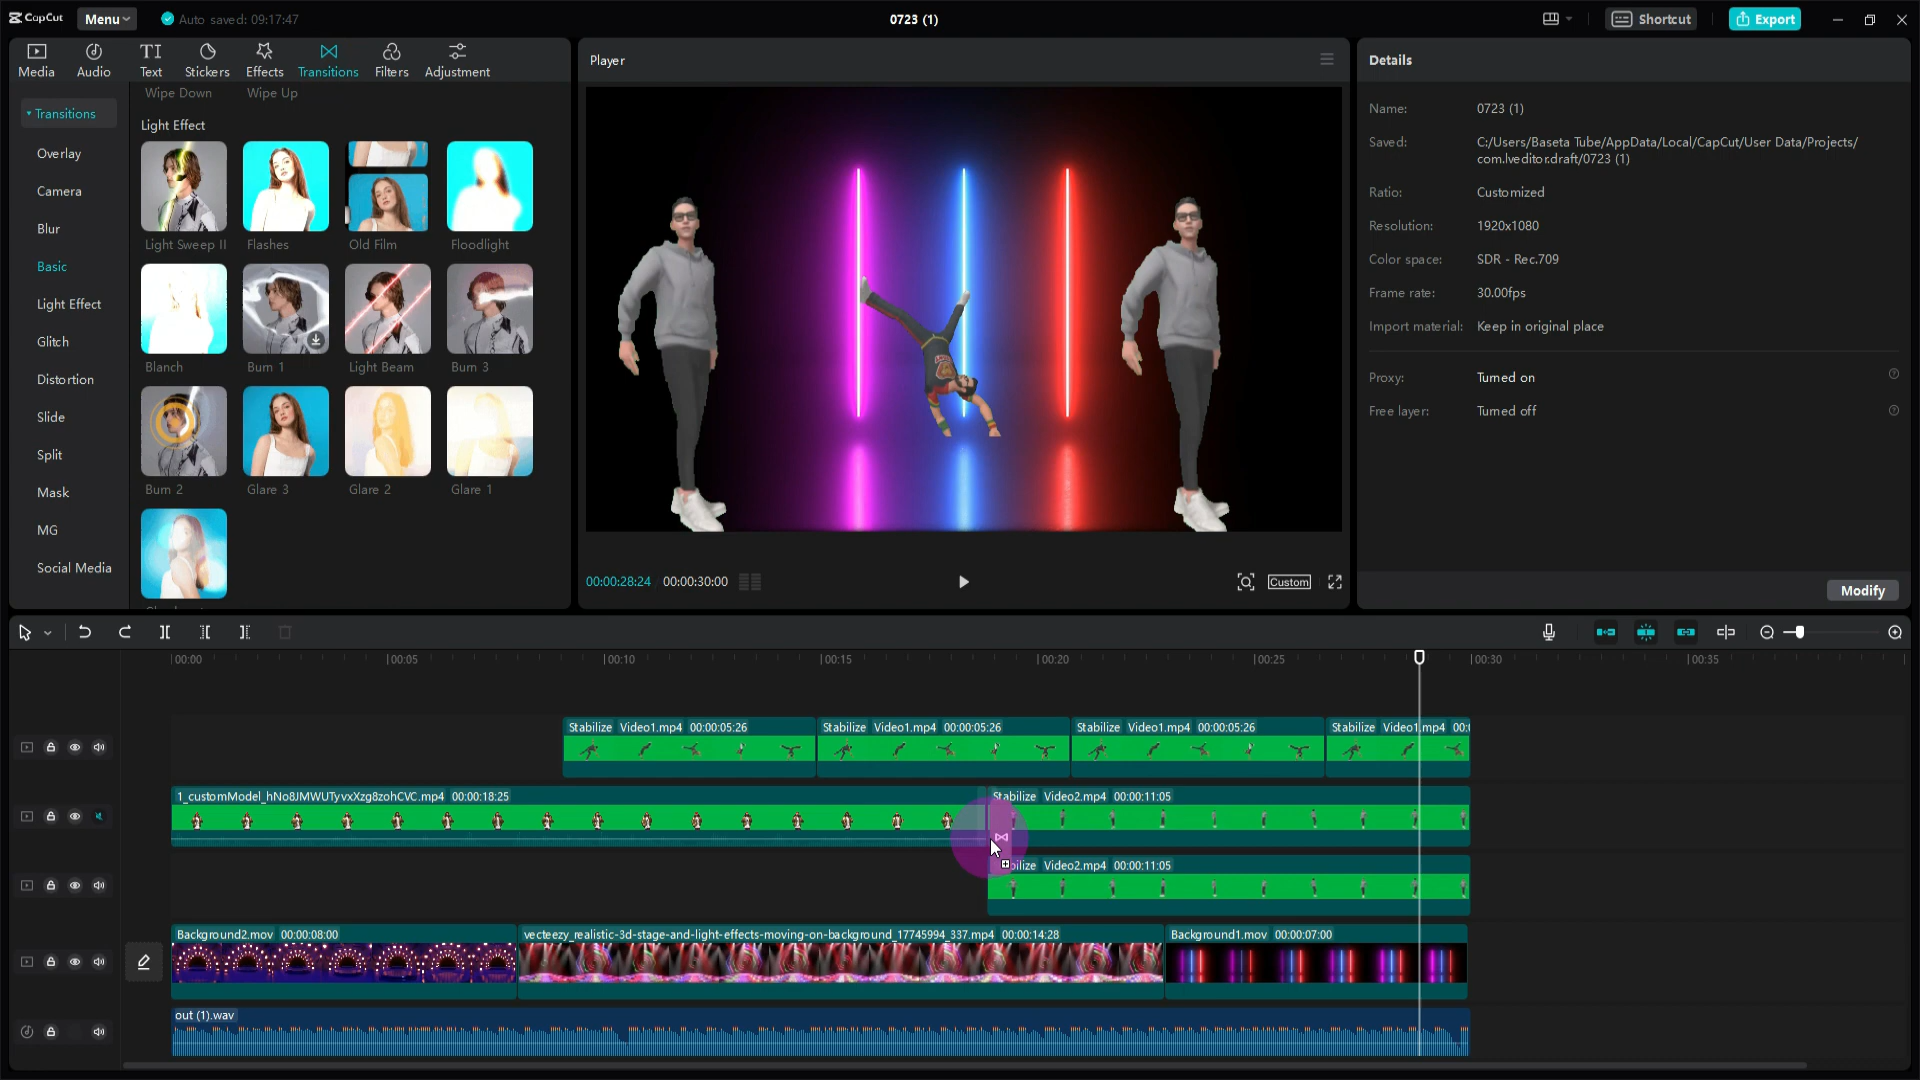 CapCut
Menu
Auto saved: 09:17:47
0723 (1)
Shortcut
Export
Media
Audio
Text
Stickers
Effects
Transitions
Filters
Adjustment
Player
Details
Transitions
Overlay
Camera
Blur
Basic
Light Effect
Glitch
Distortion
Slide
Split
Mask
MG
Social Media
Wipe Down
Wipe Up
Light Effect
Light Sweep II
Flashes
Old Film
Floodlight
Blanch
Burn 1
Light Beam
Burn 3
Burn 2
Glare 3
Glare 2
Glare 1
00:00:28:24
00:00:30:00
Custom
Name:
0723 (1)
Saved:
C:/Users/Baseta Tube/AppData/Local/CapCut/User Data/Projects/
com.lveditor.draft/0723 (1)
Ratio:
Customized
Resolution:
1920x1080
Color space:
SDR - Rec.709
Frame rate:
30.00fps
Import material:
Keep in original place
Proxy:
Turned on
Free layer:
Turned off
Modify
00:00
00:05
00:10
00:15
00:20
00:25
00:30
00:35
Stabilize Video1.mp4 00:00:05:26
Stabilize Video1.mp4 00:00:05:26
Stabilize Video1.mp4 00:00:05:26
Stabilize Video1.mp4
1_customModel_hNo8JMWUTyvxXzg8zohCVC.mp4 00:00:18:25
Stabilize Video2.mp4 00:00:11:05
Video2.mp4 00:00:11:05
Background2.mov 00:00:08:00
vecteezy_realistic-3d-stage-and-light-effects-moving-on-background_17745994_337.mp4 00:00:14:28
Background1.mov 00:00:07:00
out (1).wav